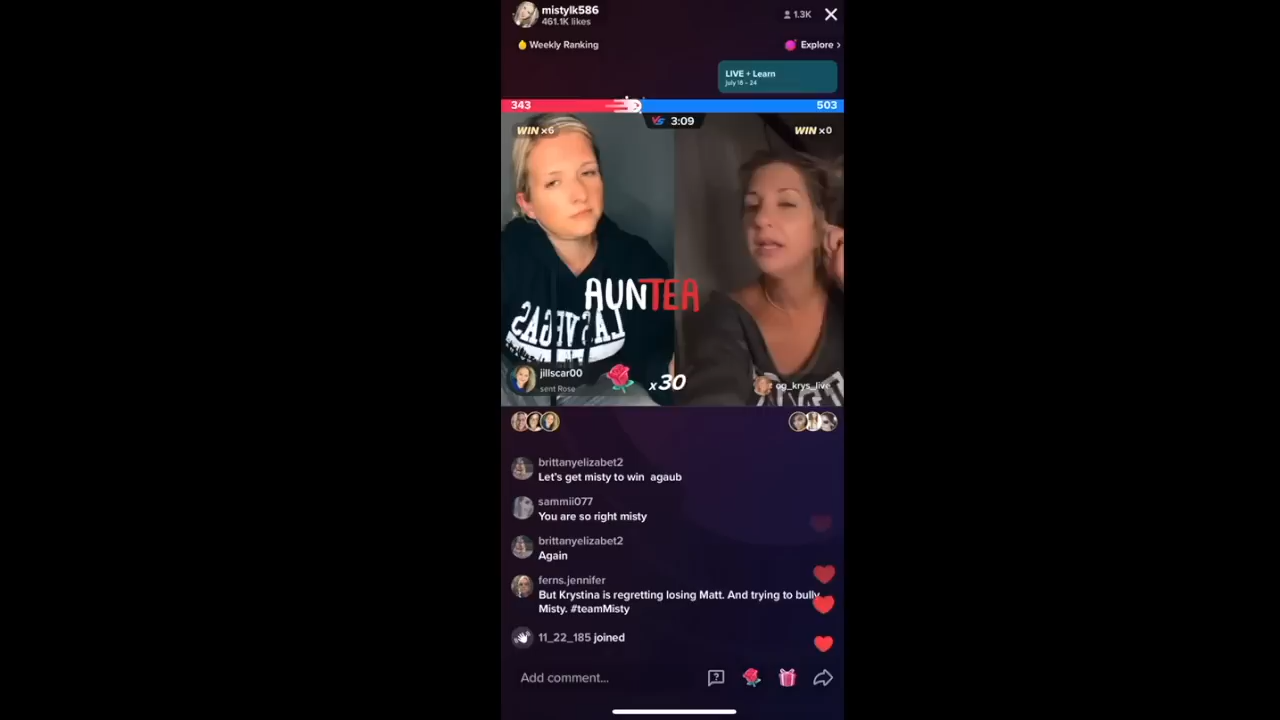 mistylk586
461.1K likes
1.3K
Weekly Ranking
Explore
LIVE + Learn
July 18 - 24
343
503
VS 3:09
WIN x6
WIN x0
AUNTEA
LAS VEGAS
jillscar00
sent Rose
x30
og_krys_live
brittanyelizabet2
Let's get misty to win agaub
sammii077
You are so right misty
brittanyelizabet2
Again
ferns.jennifer
But Krystina is regretting losing Matt. And trying to bully
Misty. #teamMisty
11_22_185 joined
Add comment...